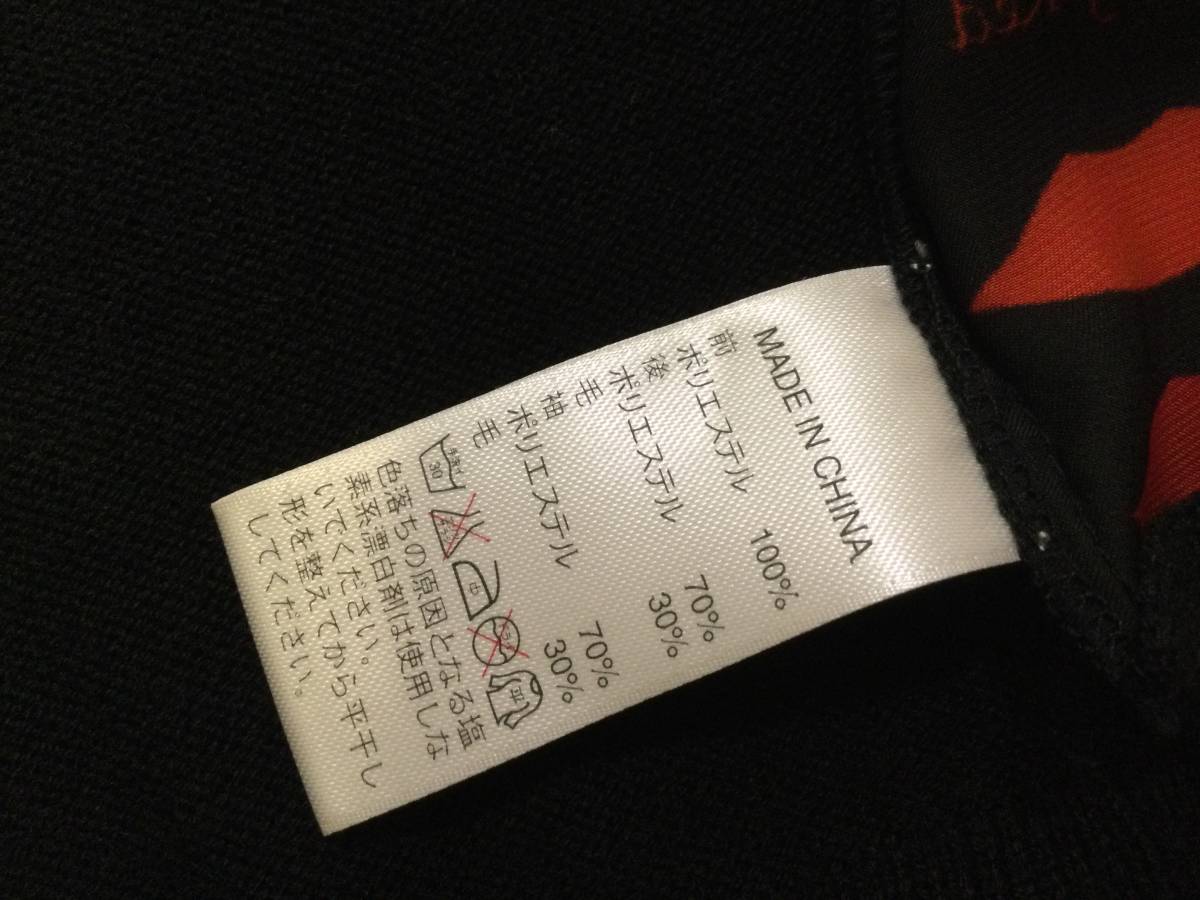 MADE IN CHINA
前
ポリエステル 100%
後
ポリエステル 70%
毛 30%
袖
ポリエステル 70%
毛 30%
30
平
色落ちの原因となる塩
素系漂白剤は使用しな
いでください。
形を整えてから平干し
してください。